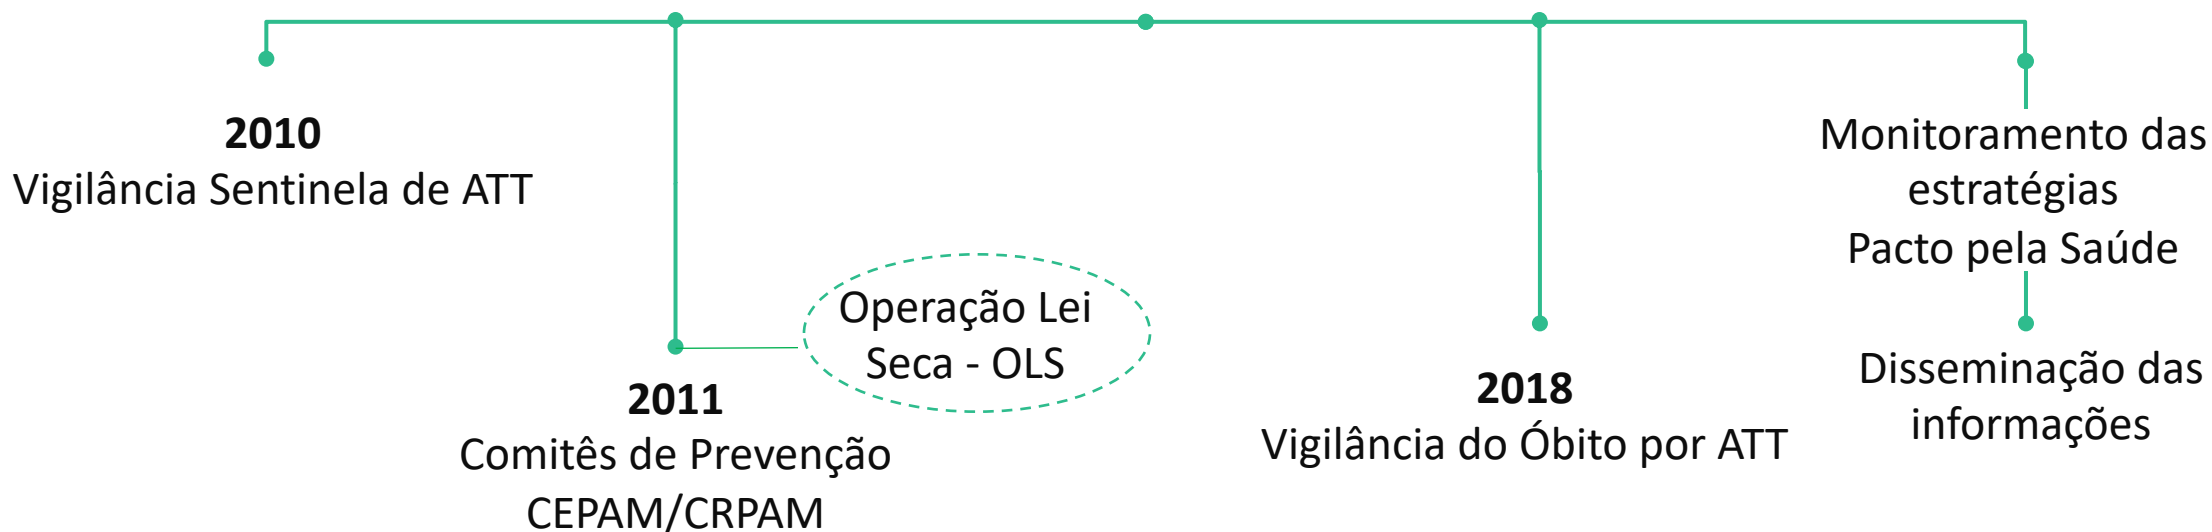 2010
Vigilância Sentinela de ATT
2011
Comitês de Prevenção
CEPAM/CRPAM
Operação Lei
Seca - OLS
2018
Vigilância do Óbito por ATT
Monitoramento das
estratégias
Pacto pela Saúde
Disseminação das
informações